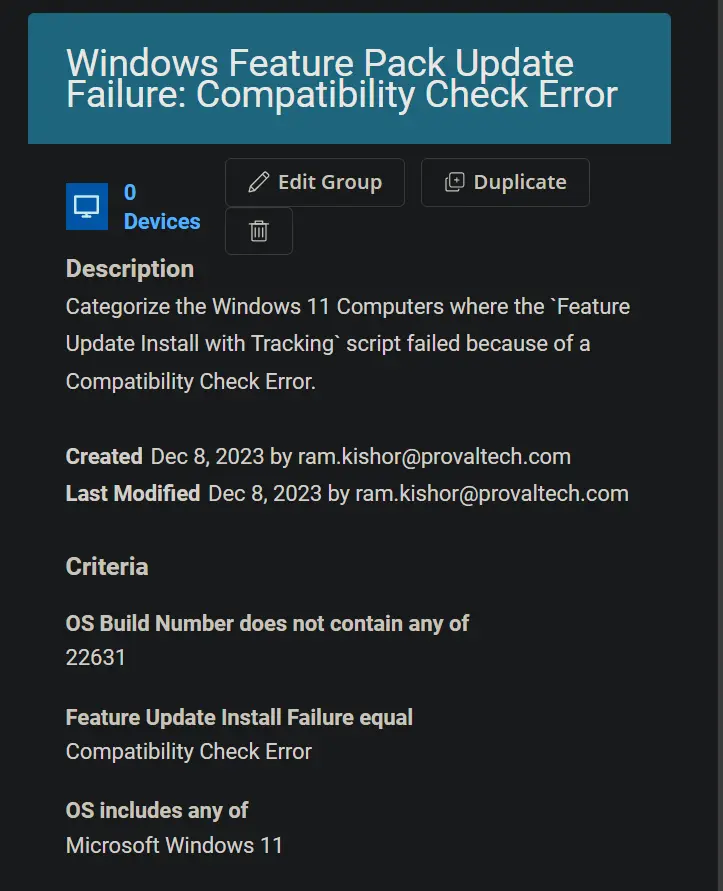 Windows Feature Pack Update
Failure: Compatibility Check Error
0
Devices
Edit Group
Duplicate
Description
Categorize the Windows 11 Computers where the `Feature
Update Install with Tracking` script failed because of a
Compatibility Check Error.
Created Dec 8, 2023 by ram.kishor@provaltech.com
Last Modified Dec 8, 2023 by ram.kishor@provaltech.com
Criteria
OS Build Number does not contain any of
22631
Feature Update Install Failure equal
Compatibility Check Error
OS includes any of
Microsoft Windows 11